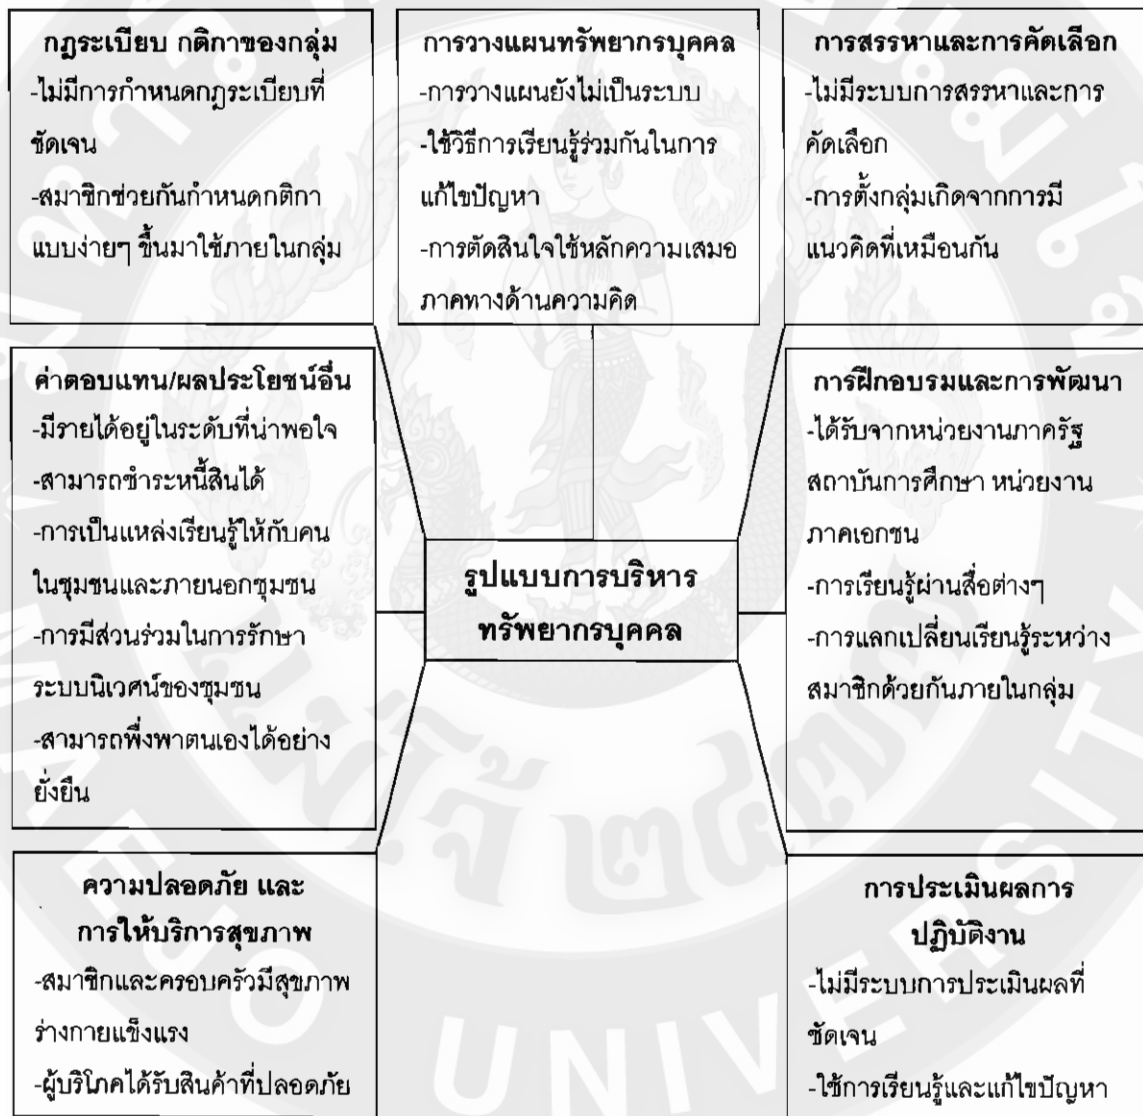 กฎระเบียบ กติกาของกลุ่ม
-ไม่มีการกำหนดกฎระเบียบที่
ชัดเจน
-สมาชิกช่วยกันกำหนดกติกา
แบบง่ายๆ ขึ้นมาใช้ภายในกลุ่ม
การวางแผนทรัพยากรบุคคล
-การวางแผนยังไม่เป็นระบบ
-ใช้วิธีการเรียนรู้ร่วมกันในการ
แก้ไขปัญหา
-การตัดสินใจใช้หลักความเสมอ
ภาคทางด้านความคิด
การสรรหาและการคัดเลือก
-ไม่มีระบบการสรรหาและการ
คัดเลือก
-การตั้งกลุ่มเกิดจากการมี
แนวคิดที่เหมือนกัน
ค่าตอบแทน/ผลประโยชน์อื่น
-มีรายได้อยู่ในระดับที่น่าพอใจ
-สามารถชำระหนี้สินได้
-การเป็นแหล่งเรียนรู้ให้กับคน
ในชุมชนและภายนอกชุมชน
-การมีส่วนร่วมในการรักษา
ระบบนิเวศน์ของชุมชน
-สามารถพึ่งพาตนเองได้อย่าง
ยั่งยืน
รูปแบบการบริหาร
ทรัพยากรบุคคล
การฝึกอบรมและการพัฒนา
-ได้รับจากหน่วยงานภาครัฐ
สถาบันการศึกษา หน่วยงาน
ภาคเอกชน
-การเรียนรู้ผ่านสื่อต่างๆ
-การแลกเปลี่ยนเรียนรู้ระหว่าง
สมาชิกด้วยกันภายในกลุ่ม
ความปลอดภัย และ
การให้บริการสุขภาพ
-สมาชิกและครอบครัวมีสุขภาพ
ร่างกายแข็งแรง
-ผู้บริโภคได้รับสินค้าที่ปลอดภัย
การประเมินผลการ
ปฏิบัติงาน
-ไม่มีระบบการประเมินผลที่
ชัดเจน
-ใช้การเรียนรู้และแก้ไขปัญหา
แม่โจ้ ๒๔๗๗
UNIVERSITY